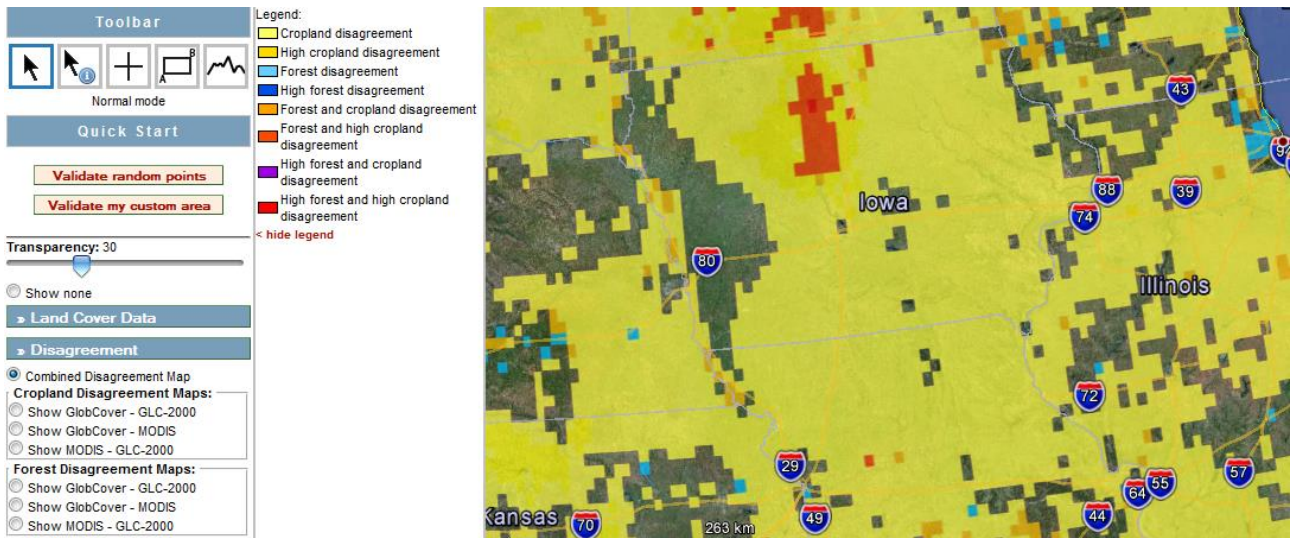 Toolbar
A B
Normal mode
Quick Start
Validate random points
Validate my custom area
Transparency: 30
Show none
» Land Cover Data
» Disagreement
Combined Disagreement Map
Cropland Disagreement Maps:
Show GlobCover - GLC-2000
Show GlobCover - MODIS
Show MODIS - GLC-2000
Forest Disagreement Maps:
Show GlobCover - GLC-2000
Show GlobCover - MODIS
Show MODIS - GLC-2000
Legend:
Cropland disagreement
High cropland disagreement
Forest disagreement
High forest disagreement
Forest and cropland disagreement
Forest and high cropland
disagreement
High forest and cropland
disagreement
High forest and high cropland
disagreement
< hide legend
43
88
39
Iowa
74
80
Illinois
72
29
57
55
64
Kansas
70
263 km
49
44